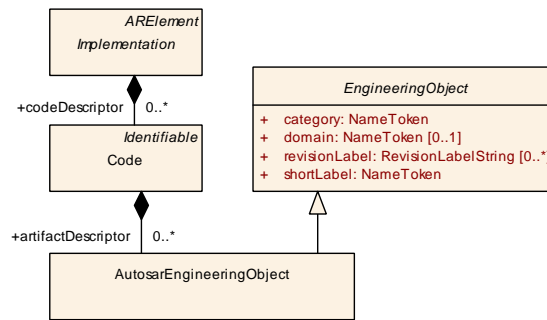 ARElement
Implementation
+codeDescriptor 0..*
Identifiable
Code
+artifactDescriptor 0..*
AutosarEngineeringObject
EngineeringObject
+ category: NameToken
+ domain: NameToken [0..1]
+ revisionLabel: RevisionLabelString [0..*]
+ shortLabel: NameToken